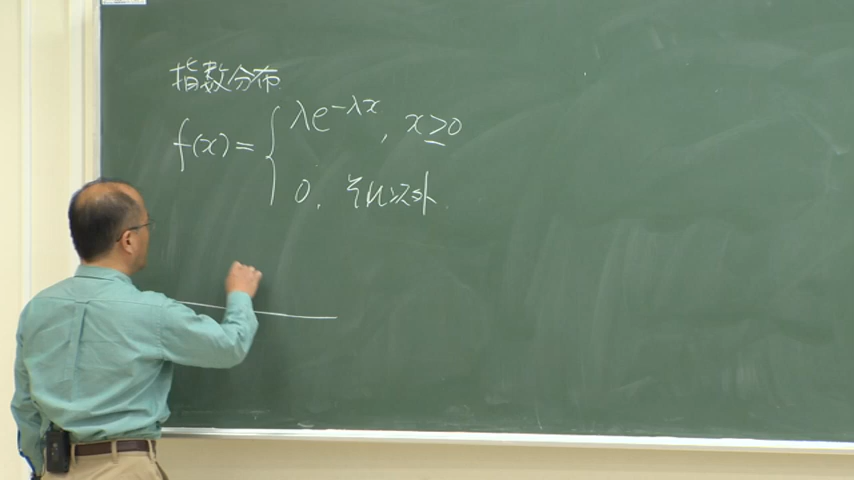 指数分布
f(x) = { λe^{-λx}, x ≥ 0
0, それ以外